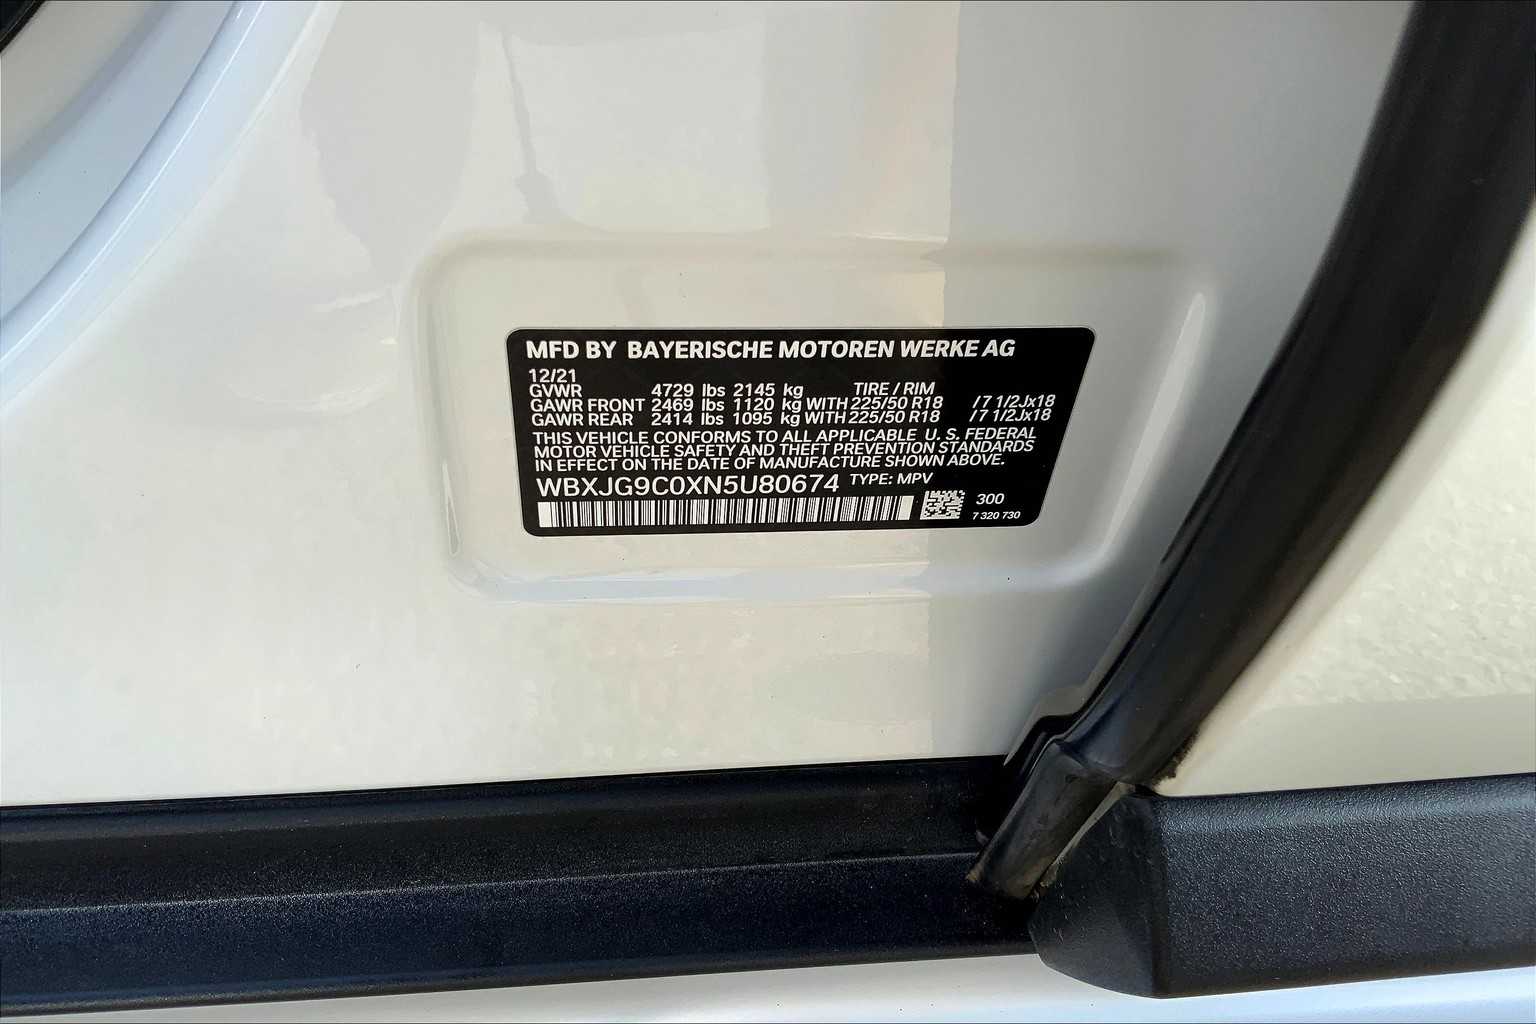 MFD BY BAYERISCHE MOTOREN WERKE AG
12/21
GVWR 4729 lbs 2145 kg TIRE / RIM
GAWR FRONT 2469 lbs 1120 kg WITH 225/50 R18 /7 1/2Jx18
GAWR REAR 2414 lbs 1095 kg WITH 225/50 R18 /7 1/2Jx18
THIS VEHICLE CONFORMS TO ALL APPLICABLE U. S. FEDERAL
MOTOR VEHICLE SAFETY AND THEFT PREVENTION STANDARDS
IN EFFECT ON THE DATE OF MANUFACTURE SHOWN ABOVE.
WBXJG9C0XN5U80674 TYPE: MPV
300
7 320 730